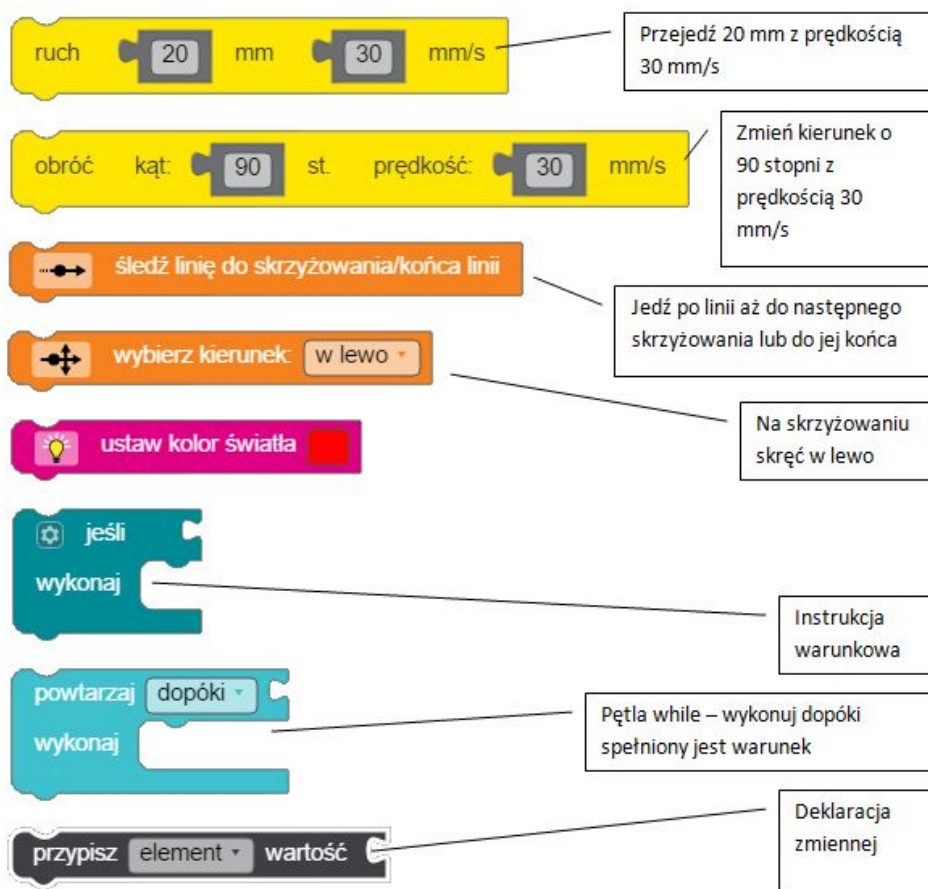 ruch 20 mm 30 mm/s
Przejedź 20 mm z prędkością
30 mm/s
obróć kąt: 90 st. prędkość: 30 mm/s
Zmień kierunek o
90 stopni z
prędkością 30
mm/s
śledź linię do skrzyżowania/końca linii
Jedź po linii aż do następnego
skrzyżowania lub do jej końca
wybierz kierunek: w lewo
Na skrzyżowaniu
skręć w lewo
ustaw kolor światła
jeśli
wykonaj
Instrukcja
warunkowa
powtarzaj dopóki
wykonaj
Pętla while – wykonuj dopóki
spełniony jest warunek
przypisz element wartość
Deklaracja
zmiennej